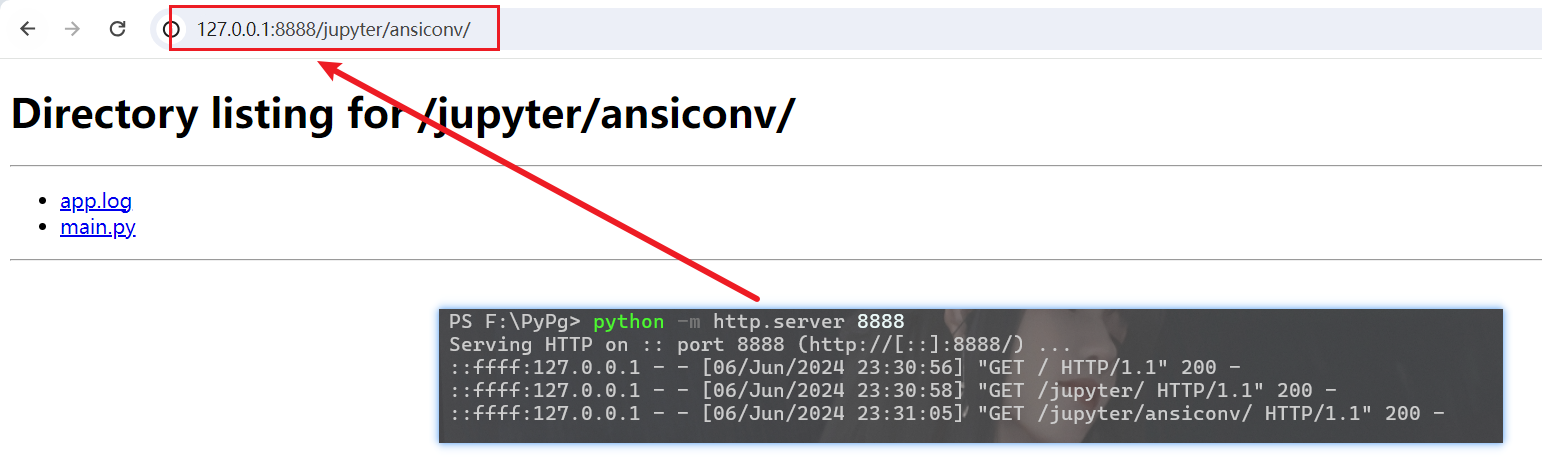 127.0.0.1:8888/jupyter/ansiconv/
Directory listing for /jupyter/ansiconv/
app.log
main.py
PS F:\PyPg> python -m http.server 8888
Serving HTTP on :: port 8888 (http://[::]:8888/) ...
::ffff:127.0.0.1 - - [06/Jun/2024 23:30:56] "GET / HTTP/1.1" 200 -
::ffff:127.0.0.1 - - [06/Jun/2024 23:30:58] "GET /jupyter/ HTTP/1.1" 200 -
::ffff:127.0.0.1 - - [06/Jun/2024 23:31:05] "GET /jupyter/ansiconv/ HTTP/1.1" 200 -